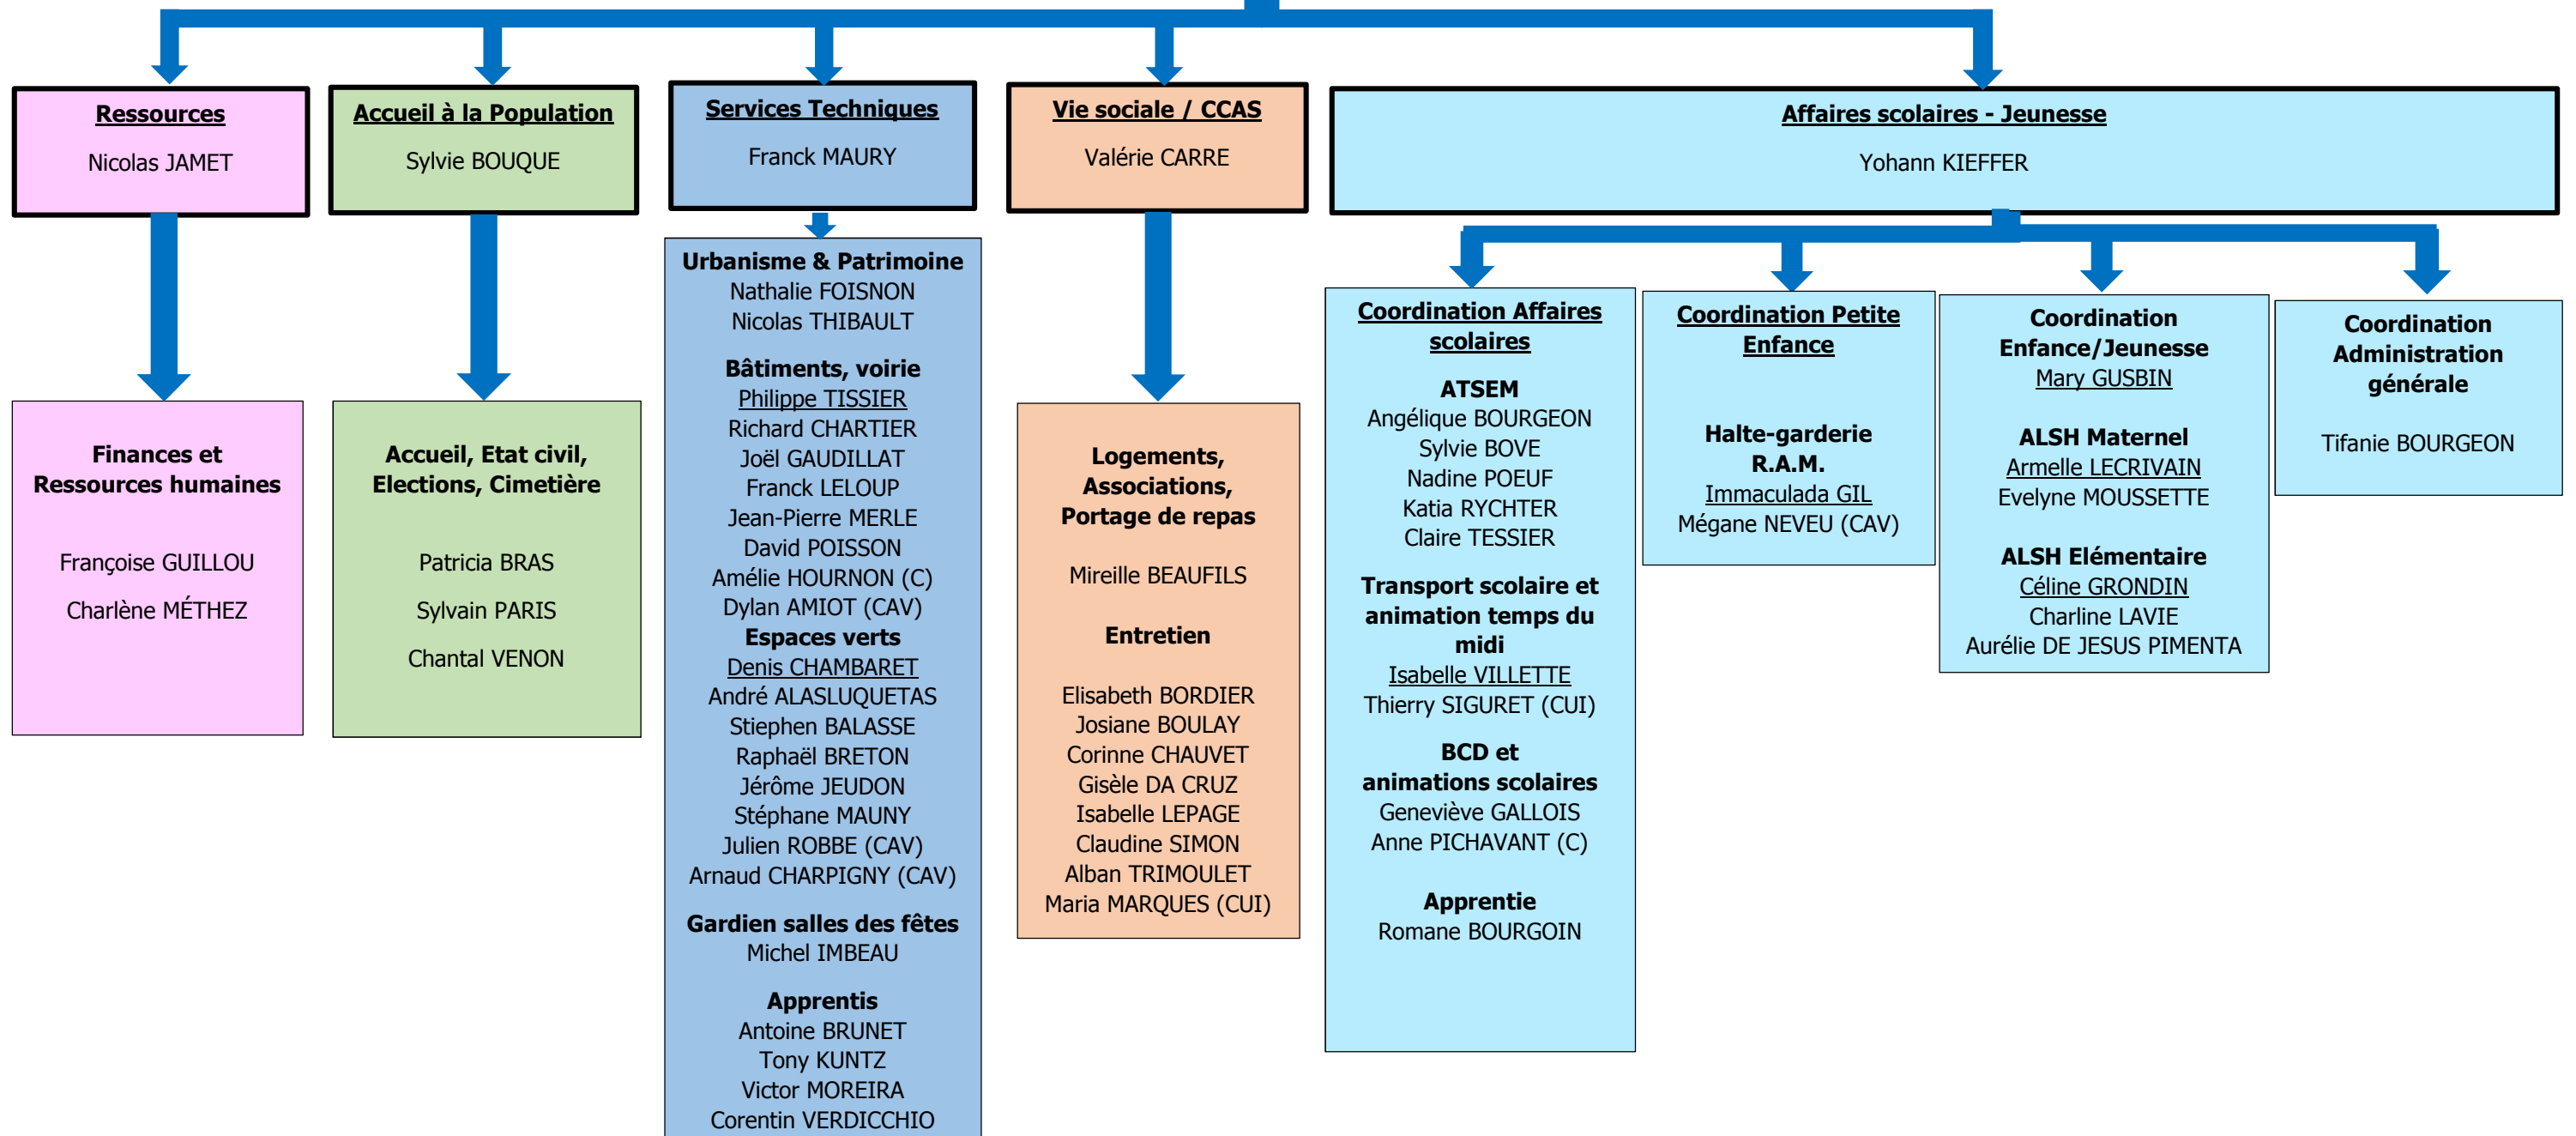 Ressources
Nicolas JAMET
Accueil à la Population
Sylvie BOUQUE
Services Techniques
Franck MAURY
Vie sociale / CCAS
Valérie CARRE
Affaires scolaires - Jeunesse
Yohann KIEFFER
Finances et
Ressources humaines
Françoise GUILLOU
Charlène MÉTHEZ
Accueil, Etat civil,
Elections, Cimetière
Patricia BRAS
Sylvain PARIS
Chantal VENON
Urbanisme & Patrimoine
Nathalie FOISNON
Nicolas THIBAULT
Bâtiments, voirie
Philippe TISSIER
Richard CHARTIER
Joël GAUDILLAT
Franck LELOUP
Jean-Pierre MERLE
David POISSON
Amélie HOURNON (C)
Dylan AMIOT (CAV)
Espaces verts
Denis CHAMBARET
André ALASLUQUETAS
Stiephen BALASSE
Raphaël BRETON
Jérôme JEUDON
Stéphane MAUNY
Julien ROBBE (CAV)
Arnaud CHARPIGNY (CAV)
Gardien salles des fêtes
Michel IMBEAU
Apprentis
Antoine BRUNET
Tony KUNTZ
Victor MOREIRA
Corentin VERDICCHIO
Logements,
Associations,
Portage de repas
Mireille BEAUFILS
Entretien
Elisabeth BORDIER
Josiane BOULAY
Corinne CHAUVET
Gisèle DA CRUZ
Isabelle LEPAGE
Claudine SIMON
Alban TRIMOULET
Maria MARQUES (CUI)
Coordination Affaires
scolaires
ATSEM
Angélique BOURGEON
Sylvie BOVE
Nadine POEUF
Katia RYCHTER
Claire TESSIER
Transport scolaire et
animation temps du
midi
Isabelle VILLETTE
Thierry SIGURET (CUI)
BCD et
animations scolaires
Geneviève GALLOIS
Anne PICHAVANT (C)
Apprentie
Romane BOURGOIN
Coordination Petite
Enfance
Halte-garderie
R.A.M.
Immaculada GIL
Mégane NEVEU (CAV)
Coordination
Enfance/Jeunesse
Mary GUSBIN
ALSH Maternel
Armelle LECRIVAIN
Evelyne MOUSSETTE
ALSH Elémentaire
Céline GRONDIN
Charline LAVIE
Aurélie DE JESUS PIMENTA
Coordination
Administration
générale
Tifanie BOURGEON